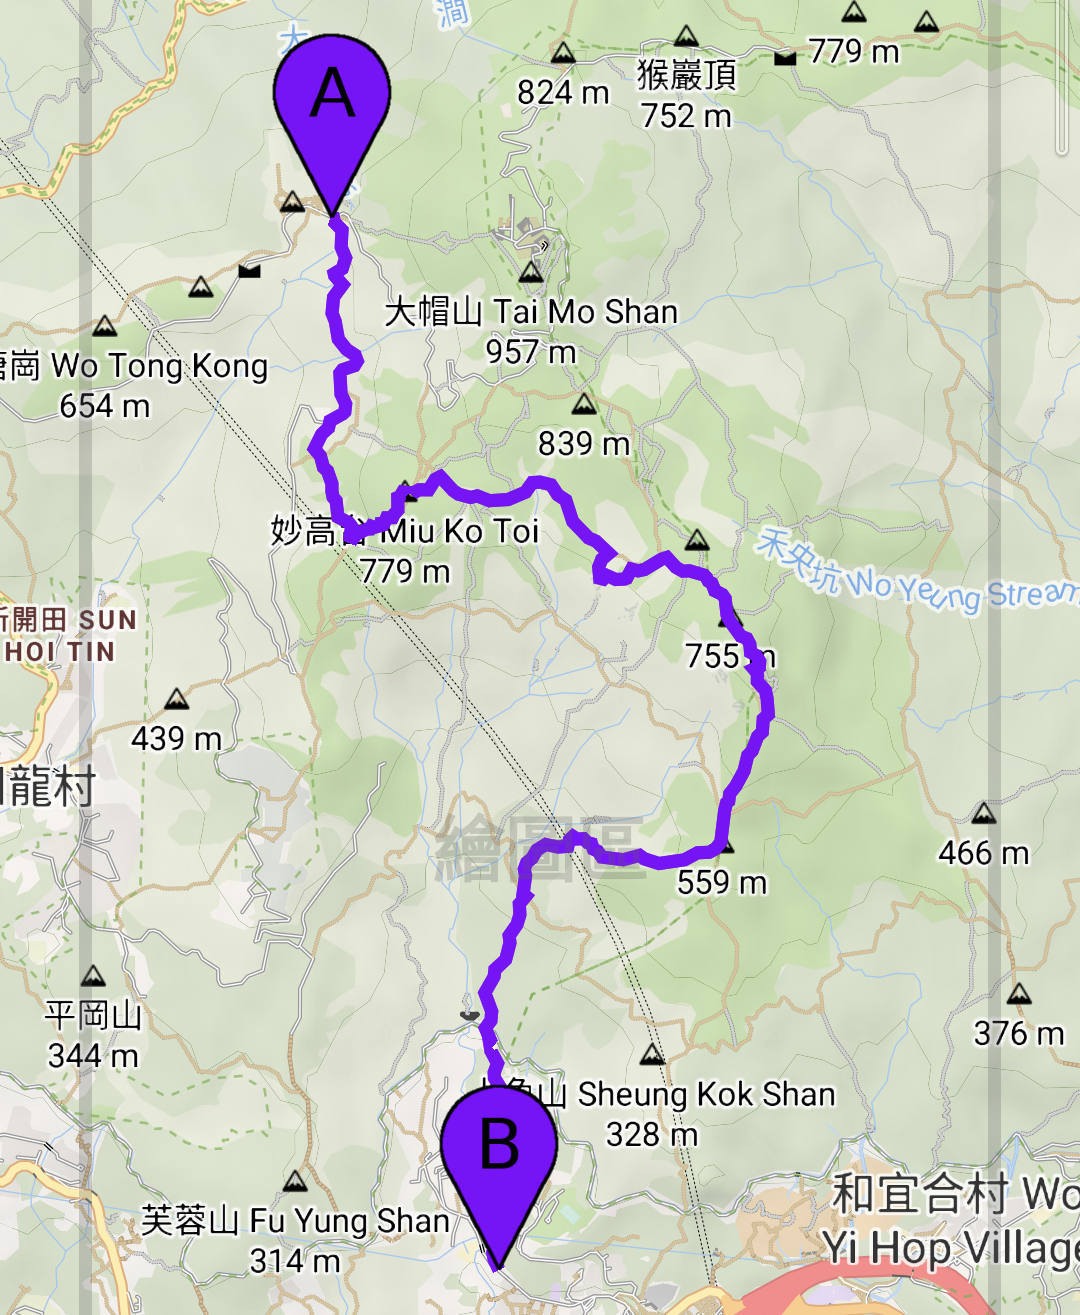 澗
大
A
779 m
824 m
猴巖頂
752 m
大帽山 Tai Mo Shan
957 m
崗 Wo Tong Kong
654 m
839 m
妙高台 Miu Ko Toi
779 m
禾央坑 Wo Yeung Stream
新開田 SUN
HOI TIN
755 m
439 m
龍村
繪圖區
466 m
559 m
平岡山
344 m
376 m
上角山 Sheung Kok Shan
328 m
B
和宜合村 Wo
Yi Hop Village
芙蓉山 Fu Yung Shan
314 m